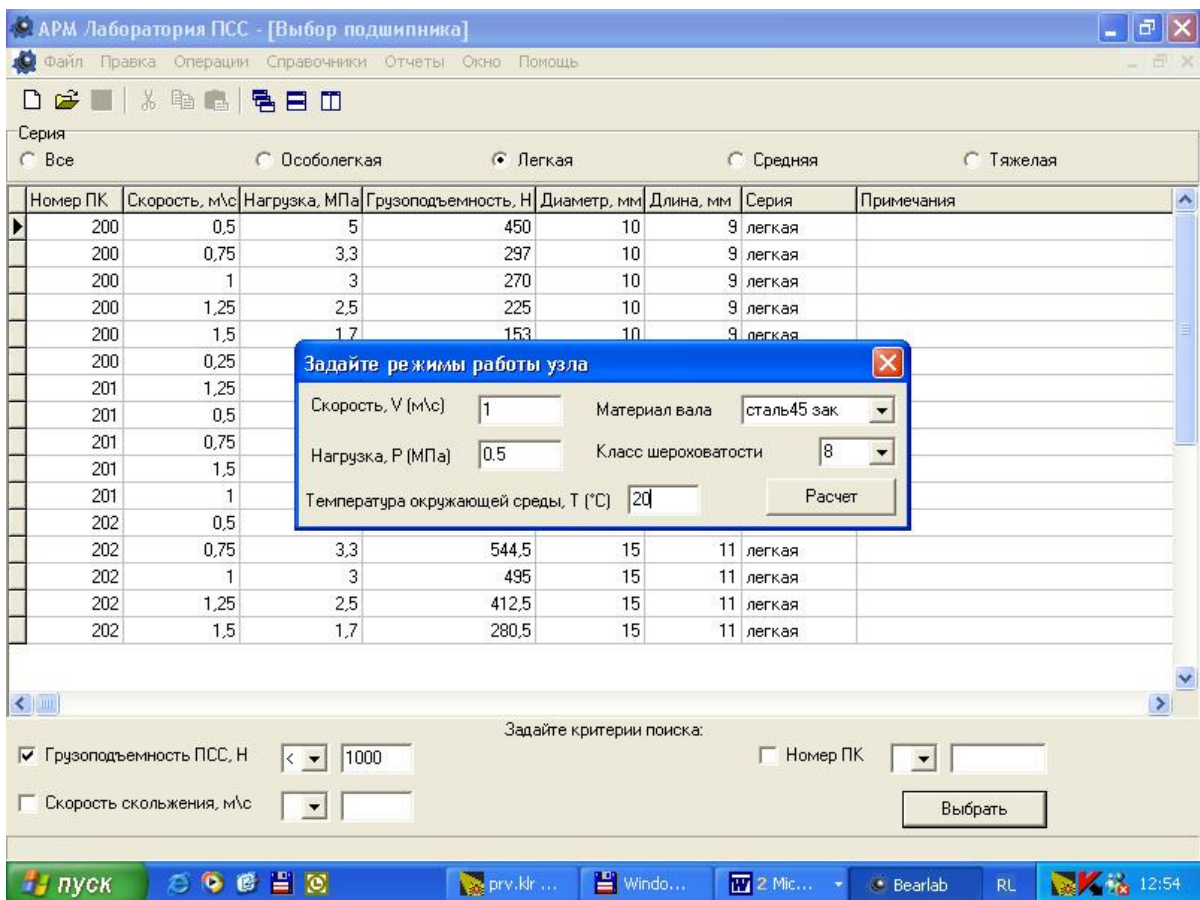 АРМ Лаборатория ПСС - [Выбор подшипника]
Файл Правка Операции Справочники Отчеты Окно Помощь
Серия
Все Особолегкая Легкая Средняя Тяжелая
Номер ПК Скорость, м\с Нагрузка, МПа Грузоподъемность, Н Диаметр, мм Длина, мм Серия Примечания
200 0,5 5 450 10 9 легкая
200 0,75 3,3 297 10 9 легкая
200 1 3 270 10 9 легкая
200 1,25 2,5 225 10 9 легкая
200 1,5 1,7 153 10 9 легкая
200 0,25
201 1,25
201 0,5
201 0,75
201 1,5
201 1
202 0,5
202 0,75 3,3 544,5 15 11 легкая
202 1 3 495 15 11 легкая
202 1,25 2,5 412,5 15 11 легкая
202 1,5 1,7 280,5 15 11 легкая
Задайте режимы работы узла
Скорость, V (м\с) 1 Материал вала сталь45 зак
Нагрузка, P (МПа) 0.5 Класс шероховатости 8
Температура окружающей среды, T (°C) 20 Расчет
Задайте критерии поиска:
Грузоподъемность ПСС, Н < 1000 Номер ПК
Скорость скольжения, м\с Выбрать
пуск prv.klr ... Windo... 2 Mic... Bearlab RL 12:54